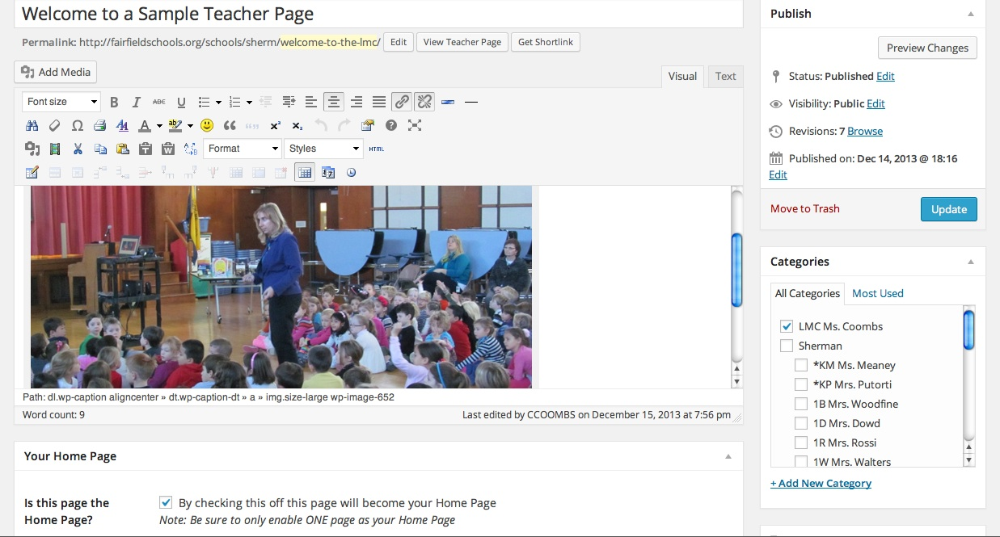 Welcome to a Sample Teacher Page
Permalink: http://fairfieldschools.org/schools/sherm/welcome-to-the-lmc/ Edit View Teacher Page Get Shortlink
Add Media
Visual Text
Font size B I ABC U
Ω A A ab x² x₂ ?
T W Format Styles HTML
7
Path: dl.wp-caption aligncenter » dt.wp-caption-dt » a » img.size-large wp-image-652
Word count: 9 Last edited by CCOOMBS on December 15, 2013 at 7:56 pm
Your Home Page
Is this page the
Home Page?
By checking this off this page will become your Home Page
Note: Be sure to only enable ONE page as your Home Page
Publish
Preview Changes
Status: Published Edit
Visibility: Public Edit
Revisions: 7 Browse
Published on: Dec 14, 2013 @ 18:16
Edit
Move to Trash Update
Categories
All Categories Most Used
LMC Ms. Coombs
Sherman
*KM Ms. Meaney
*KP Mrs. Putorti
1B Mrs. Woodfine
1D Mrs. Dowd
1R Mrs. Rossi
1W Mrs. Walters
+ Add New Category